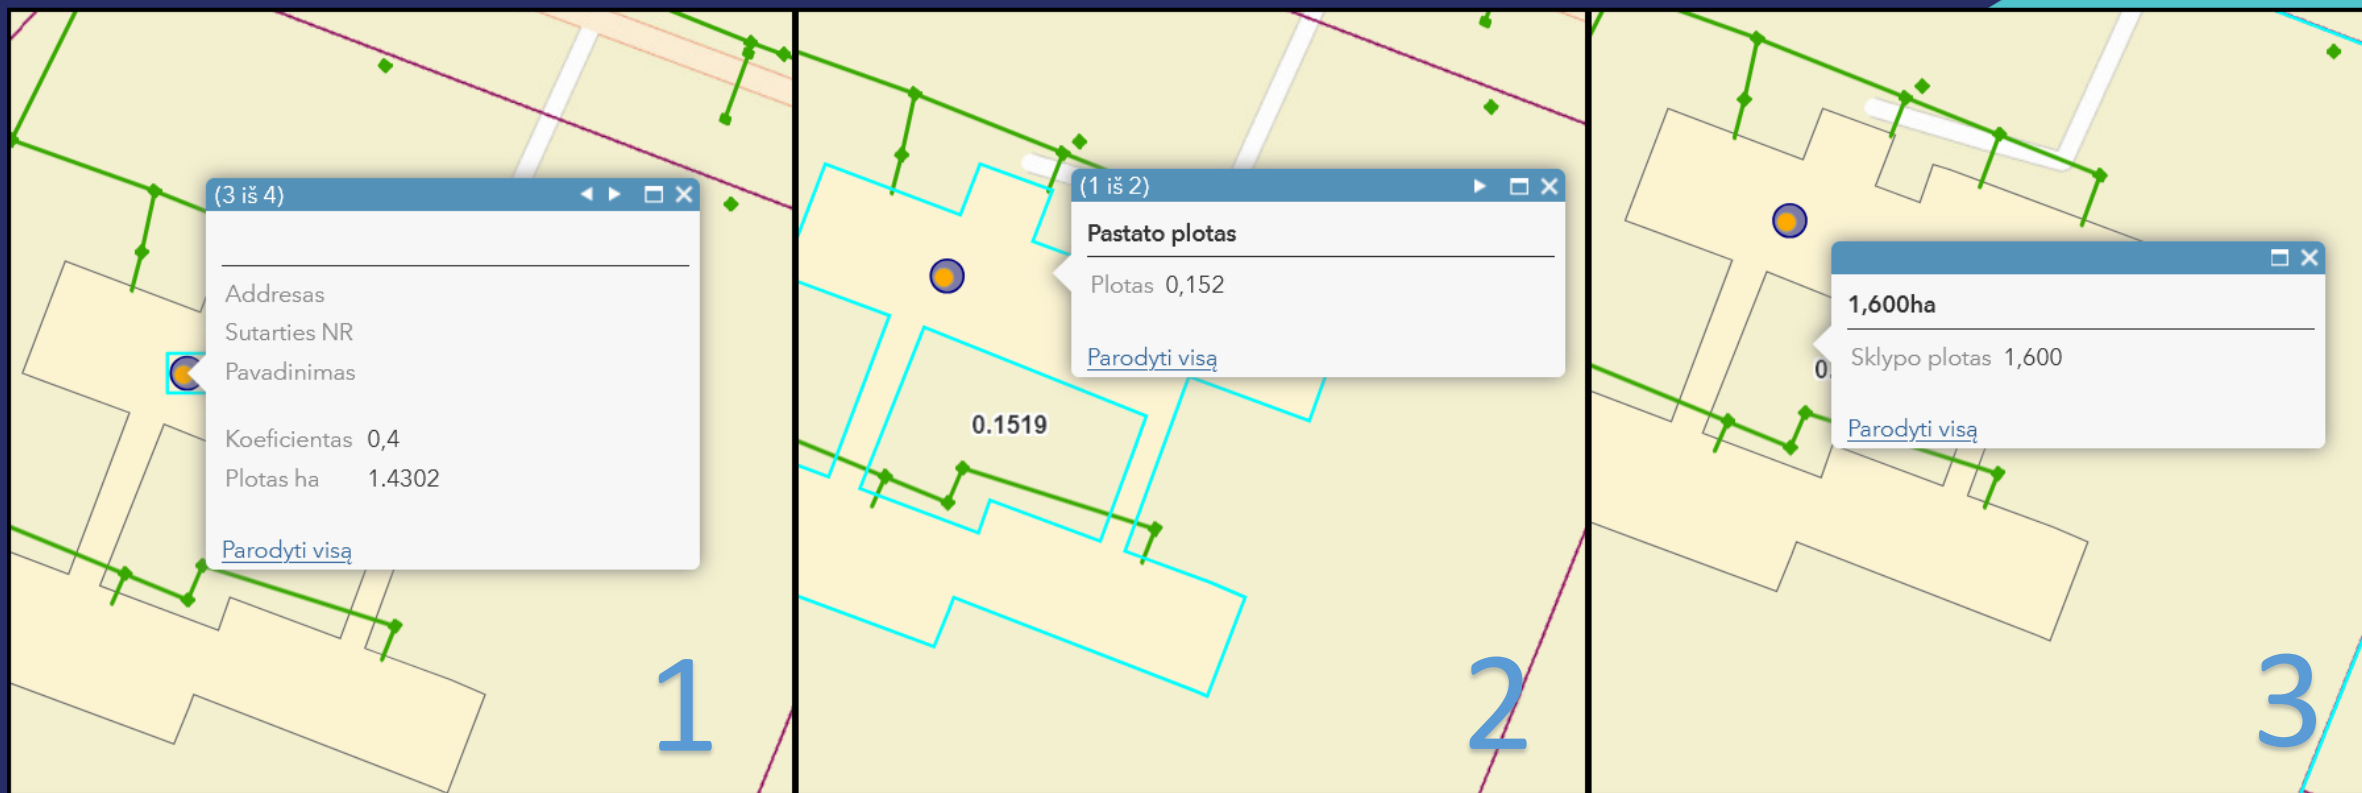 (3 iš 4)
Addresas
Sutarties NR
Pavadinimas
Koeficientas 0,4
Plotas ha 1.4302
Parodyti visą
1
(1 iš 2)
Pastato plotas
Plotas 0,152
Parodyti visą
0.1519
2
1,600ha
Sklypo plotas 1,600
0.
Parodyti visą
3